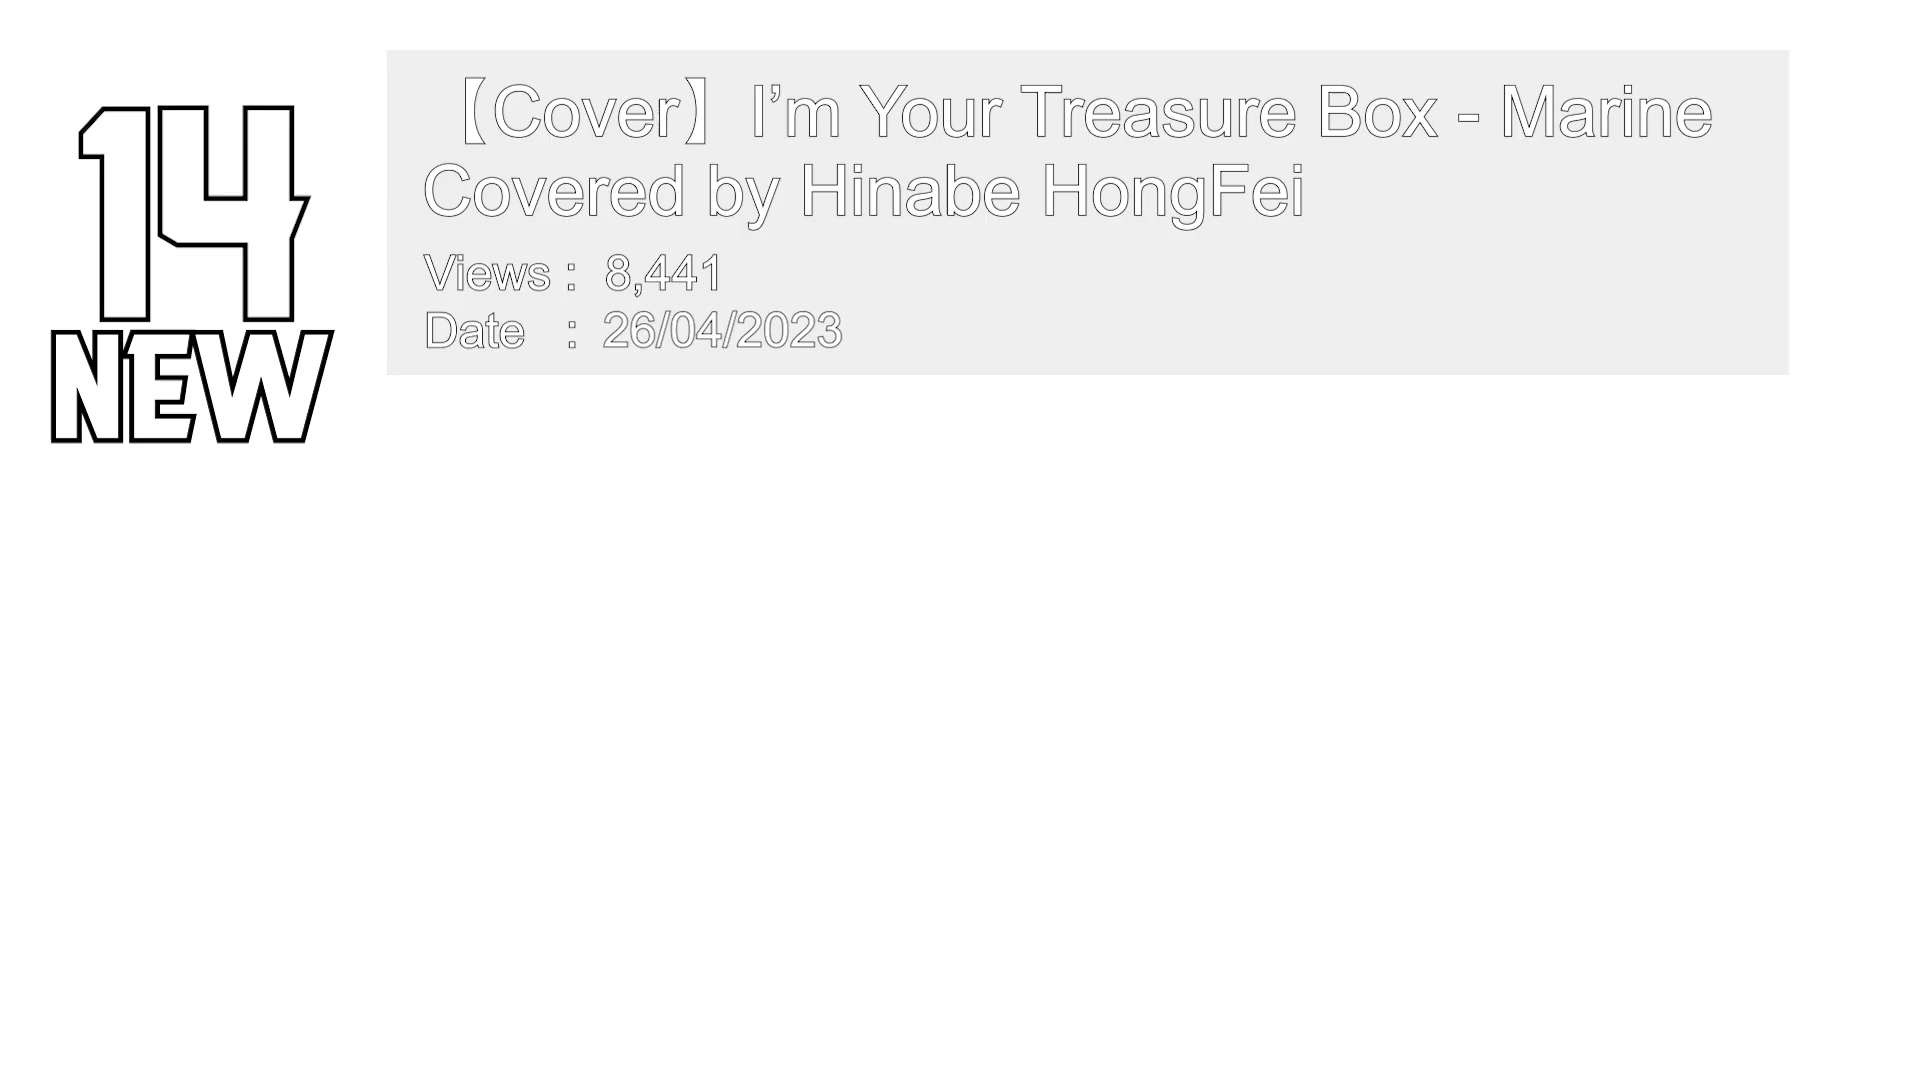 14
NEW
【Cover】 I’m Your Treasure Box - Marine
Covered by Hinabe HongFei
Views : 8,441
Date : 26/04/2023